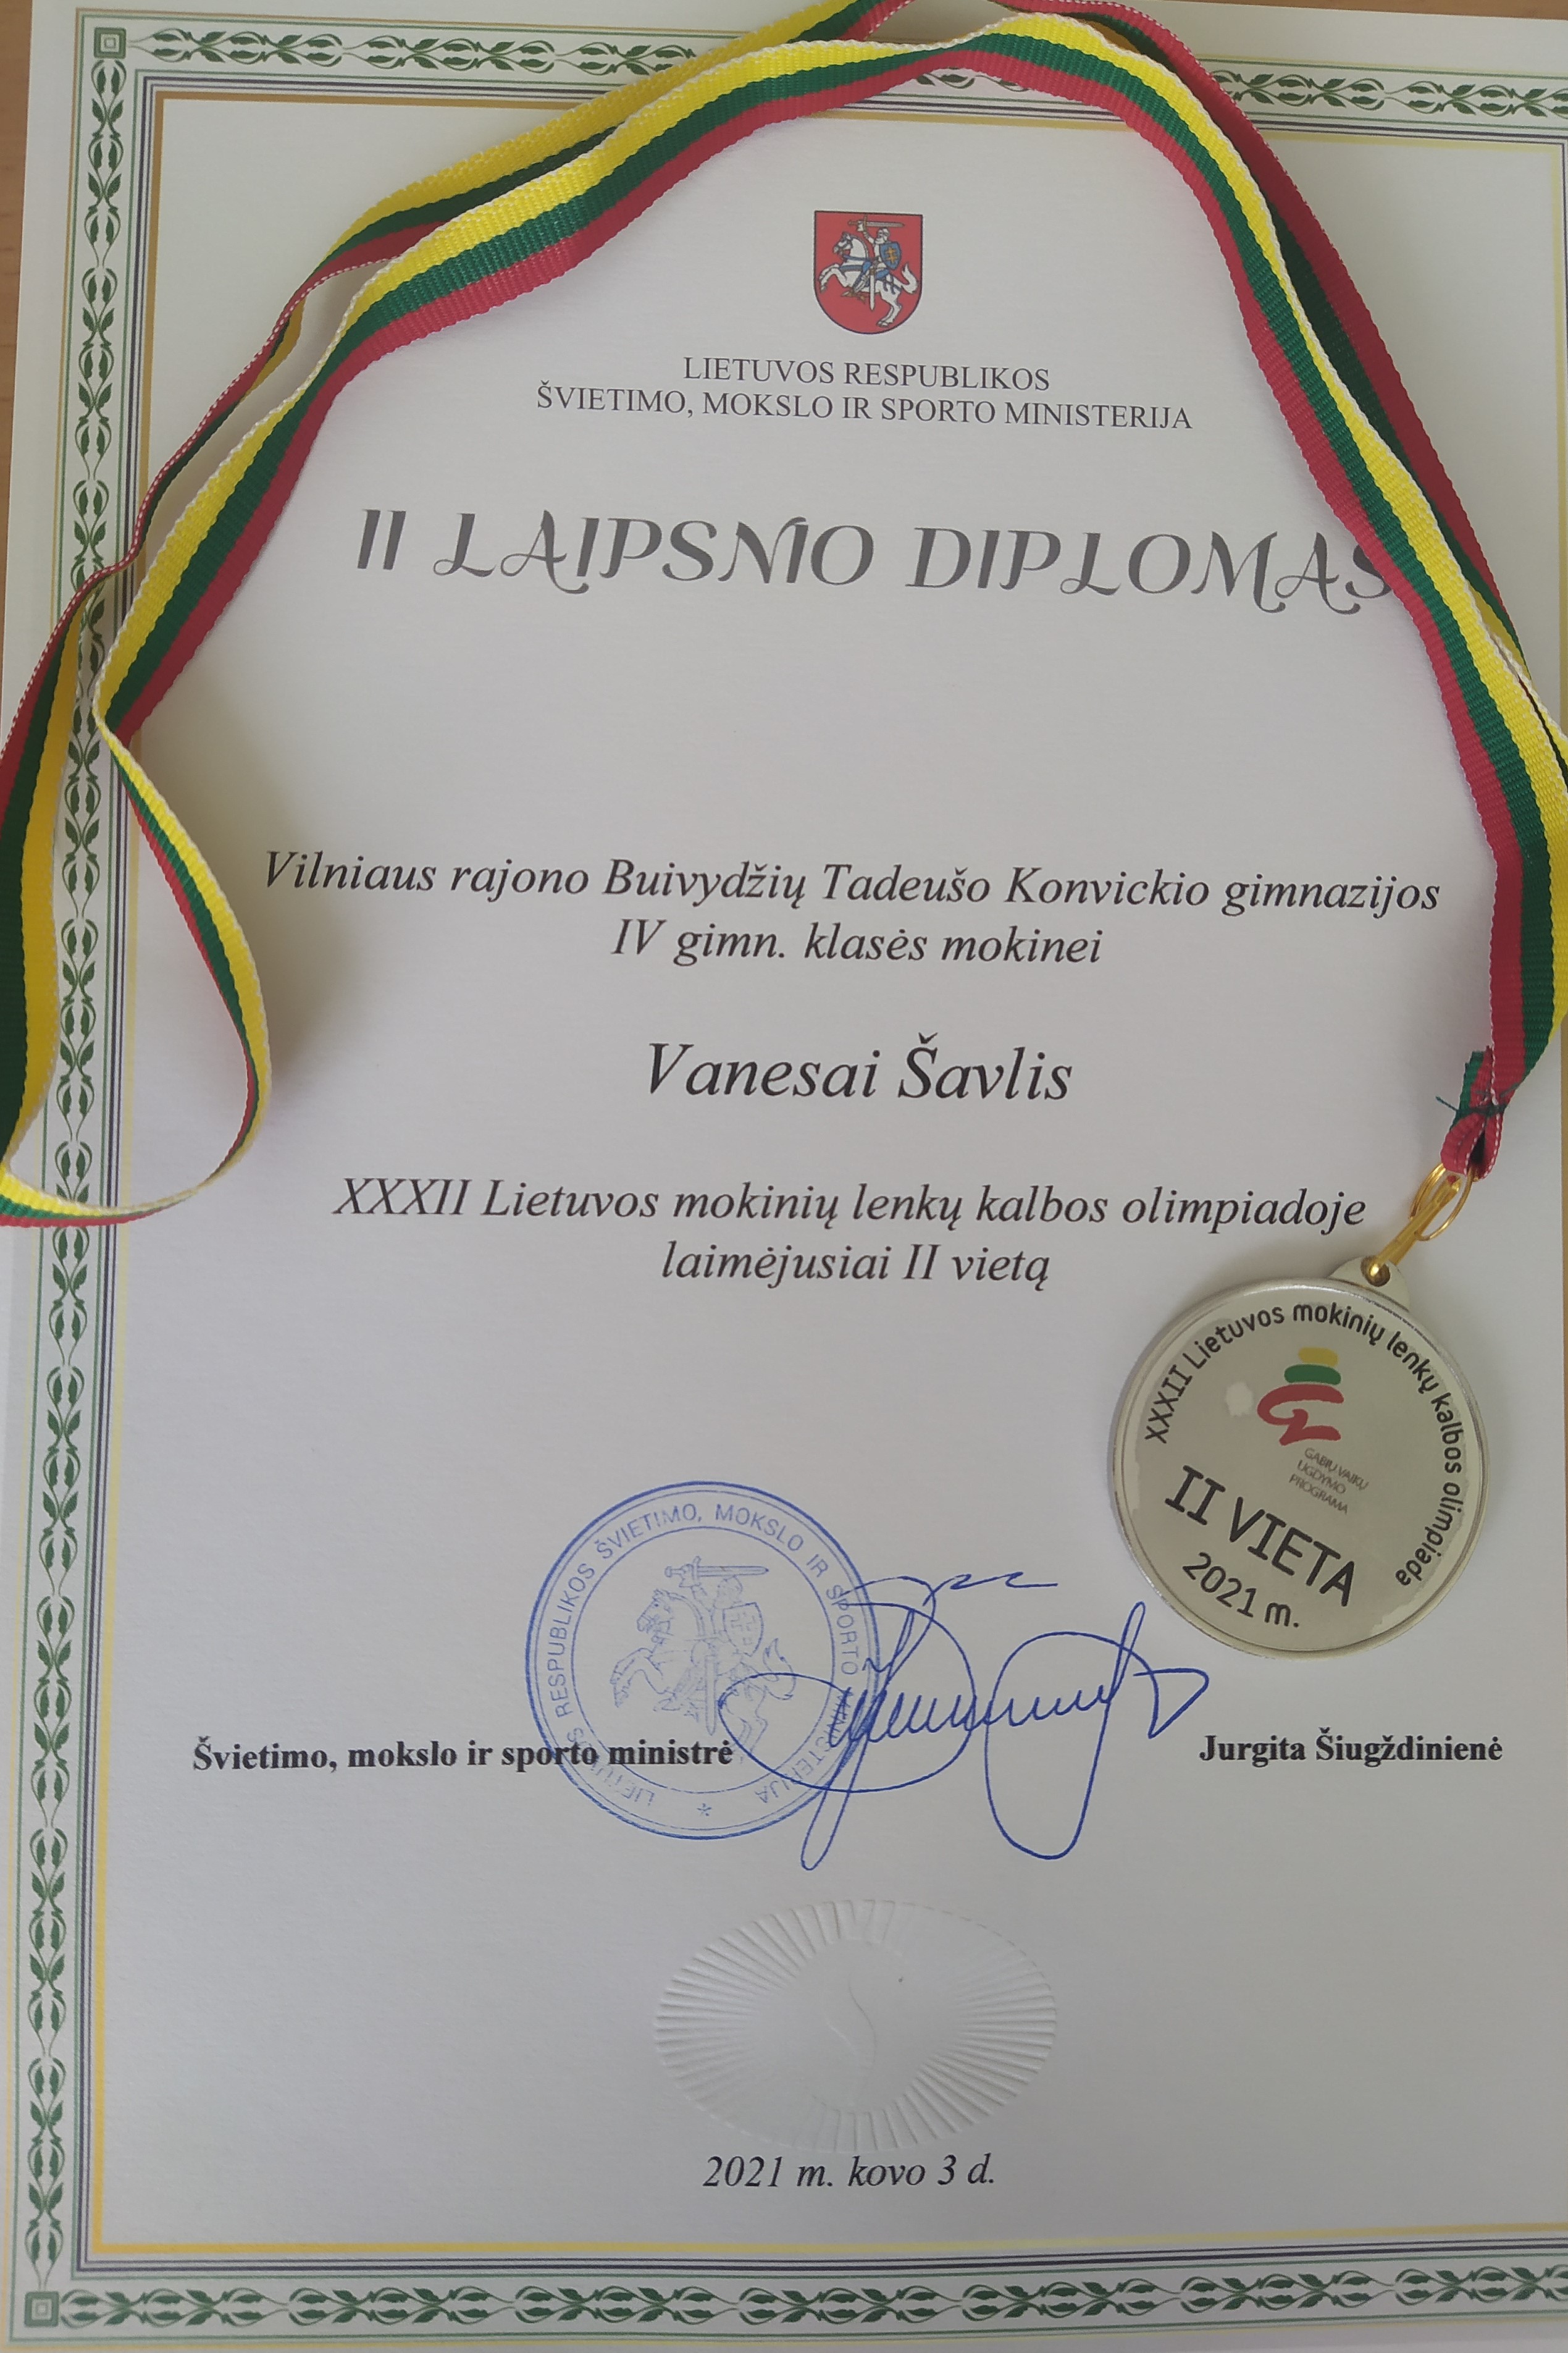 LIETUVOS RESPUBLIKOS
ŠVIETIMO, MOKSLO IR SPORTO MINISTERIJA
II LAIPSNIO DIPLOMAS
Vilniaus rajono Buivydžių Tadeušo Konvickio gimnazijos
IV gimn. klasės mokinei
Vanesai Šavlis
XXXII Lietuvos mokinių lenkų kalbos olimpiadoje
laimėjusiai II vietą
XXXII Lietuvos mokinių lenkų kalbos olimpiada
GABIŲ VAIKŲ
UGDYMO
PROGRAMA
II VIETA
2021 m.
LIETUVOS RESPUBLIKOS ŠVIETIMO, MOKSLO IR SPORTO MINISTERIJA
Švietimo, mokslo ir sporto ministrė
Jurgita Šiugždinienė
2021 m. kovo 3 d.